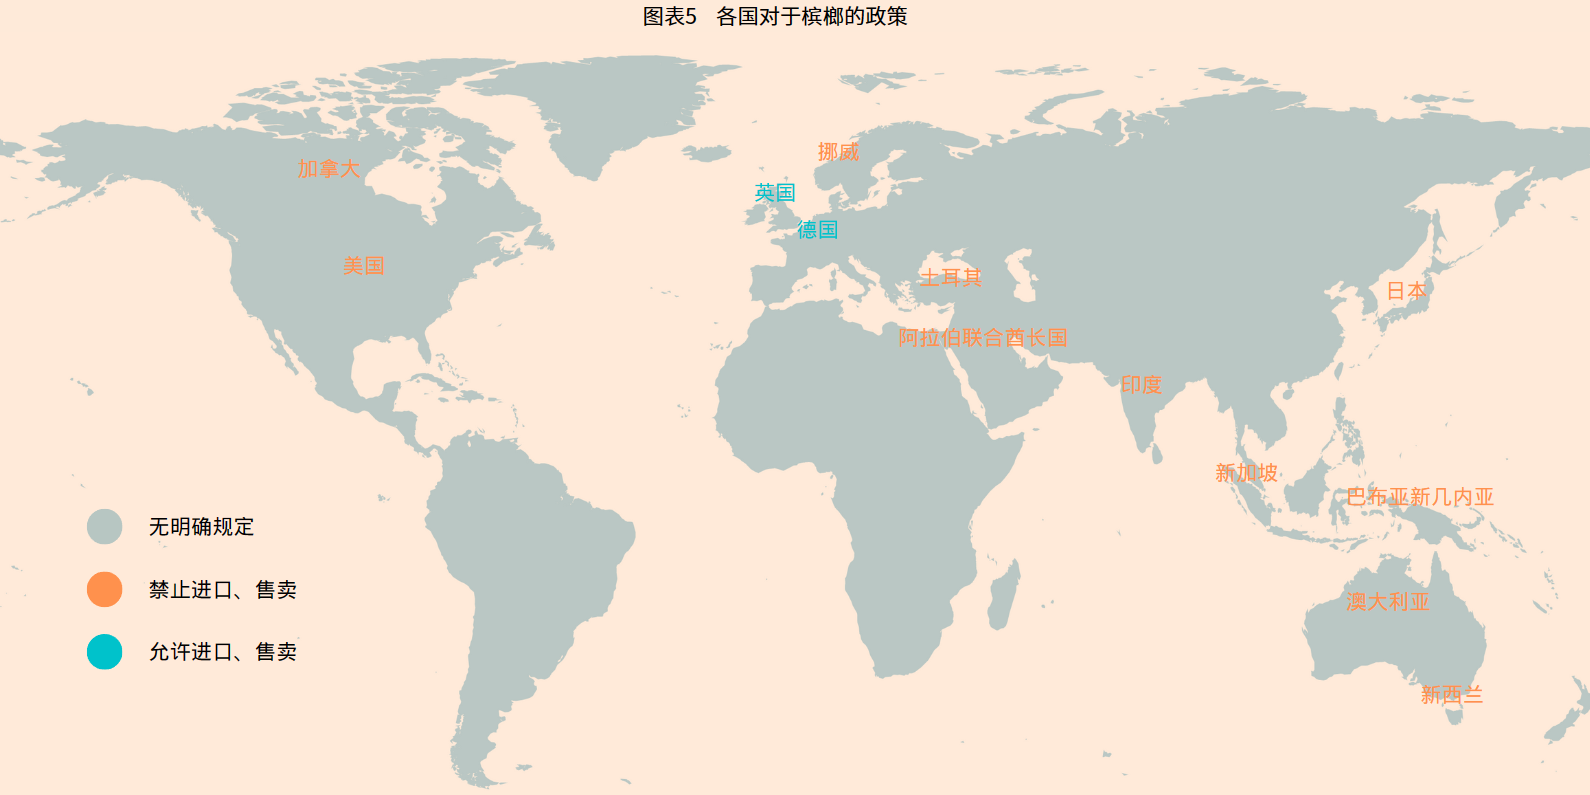 图表5 各国对于槟榔的政策
挪威
加拿大
英国
德国
美国
土耳其
日本
阿拉伯联合酋长国
印度
新加坡
巴布亚新几内亚
无明确规定
禁止进口、售卖
澳大利亚
允许进口、售卖
新西兰